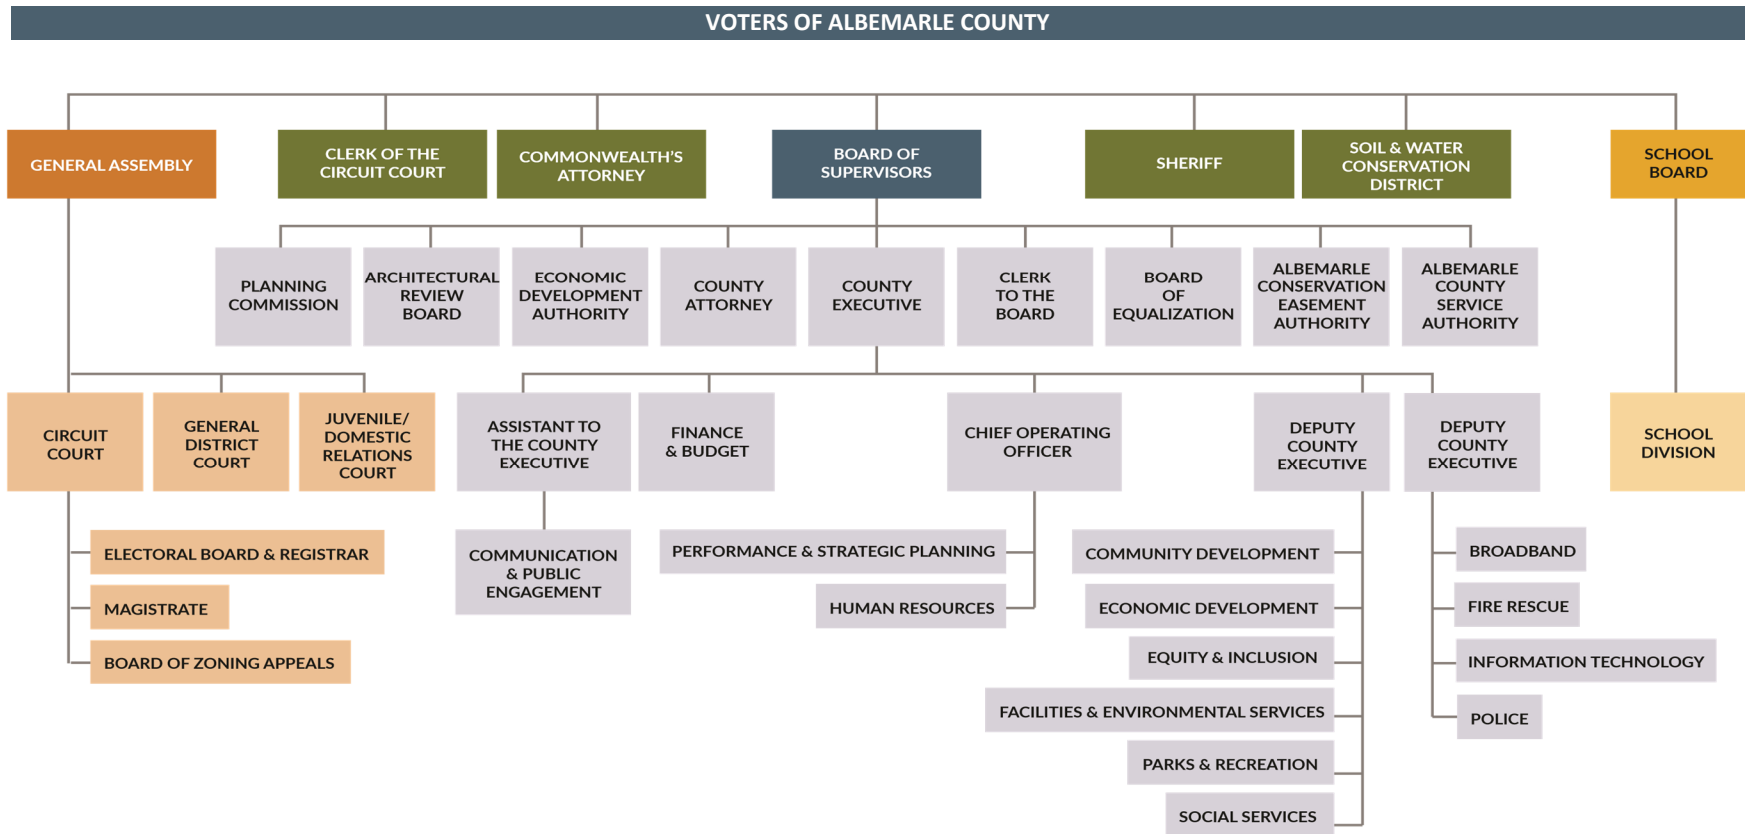 VOTERS OF ALBEMARLE COUNTY
GENERAL ASSEMBLY
CLERK OF THE
CIRCUIT COURT
COMMONWEALTH'S
ATTORNEY
BOARD OF
SUPERVISORS
SHERIFF
SOIL & WATER
CONSERVATION
DISTRICT
SCHOOL
BOARD
PLANNING
COMMISSION
ARCHITECTURAL
REVIEW
BOARD
ECONOMIC
DEVELOPMENT
AUTHORITY
COUNTY
ATTORNEY
COUNTY
EXECUTIVE
CLERK
TO THE
BOARD
BOARD
OF
EQUALIZATION
ALBEMARLE
CONSERVATION
EASEMENT
AUTHORITY
ALBEMARLE
COUNTY
SERVICE
AUTHORITY
CIRCUIT
COURT
GENERAL
DISTRICT
COURT
JUVENILE/
DOMESTIC
RELATIONS
COURT
ASSISTANT TO
THE COUNTY
EXECUTIVE
FINANCE
& BUDGET
CHIEF OPERATING
OFFICER
DEPUTY
COUNTY
EXECUTIVE
DEPUTY
COUNTY
EXECUTIVE
SCHOOL
DIVISION
ELECTORAL BOARD & REGISTRAR
MAGISTRATE
BOARD OF ZONING APPEALS
COMMUNICATION
& PUBLIC
ENGAGEMENT
PERFORMANCE & STRATEGIC PLANNING
HUMAN RESOURCES
COMMUNITY DEVELOPMENT
ECONOMIC DEVELOPMENT
EQUITY & INCLUSION
FACILITIES & ENVIRONMENTAL SERVICES
PARKS & RECREATION
SOCIAL SERVICES
BROADBAND
FIRE RESCUE
INFORMATION TECHNOLOGY
POLICE